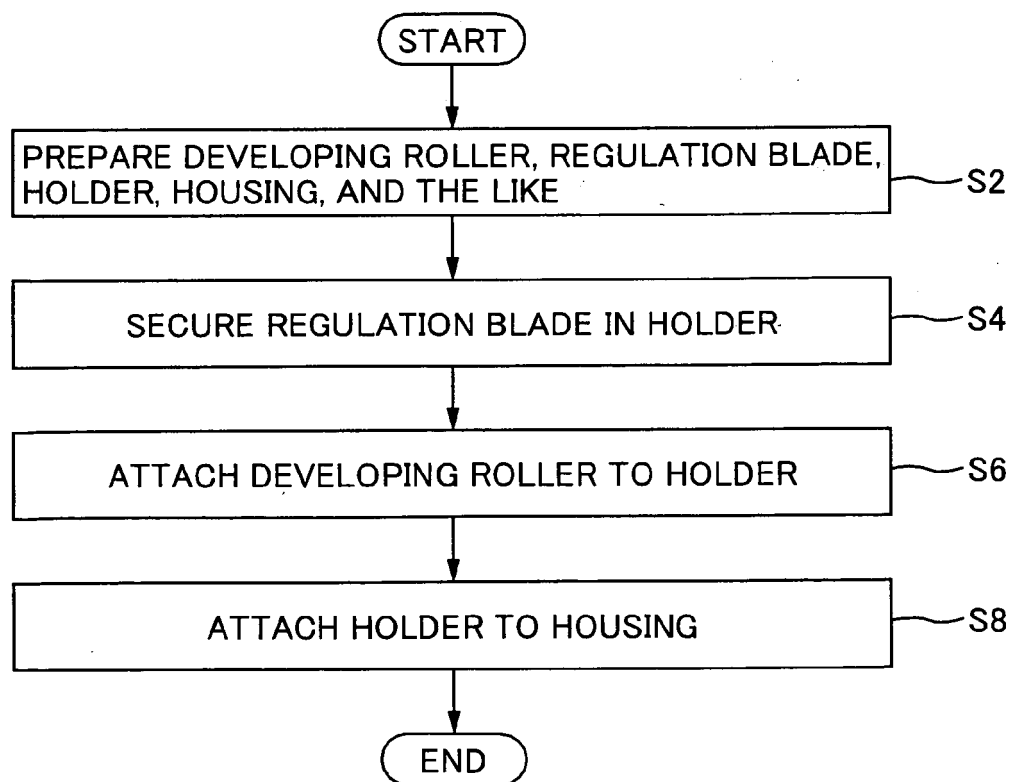 START
PREPARE DEVELOPING ROLLER, REGULATION BLADE,
HOLDER, HOUSING, AND THE LIKE
S2
SECURE REGULATION BLADE IN HOLDER
S4
ATTACH DEVELOPING ROLLER TO HOLDER
S6
ATTACH HOLDER TO HOUSING
S8
END